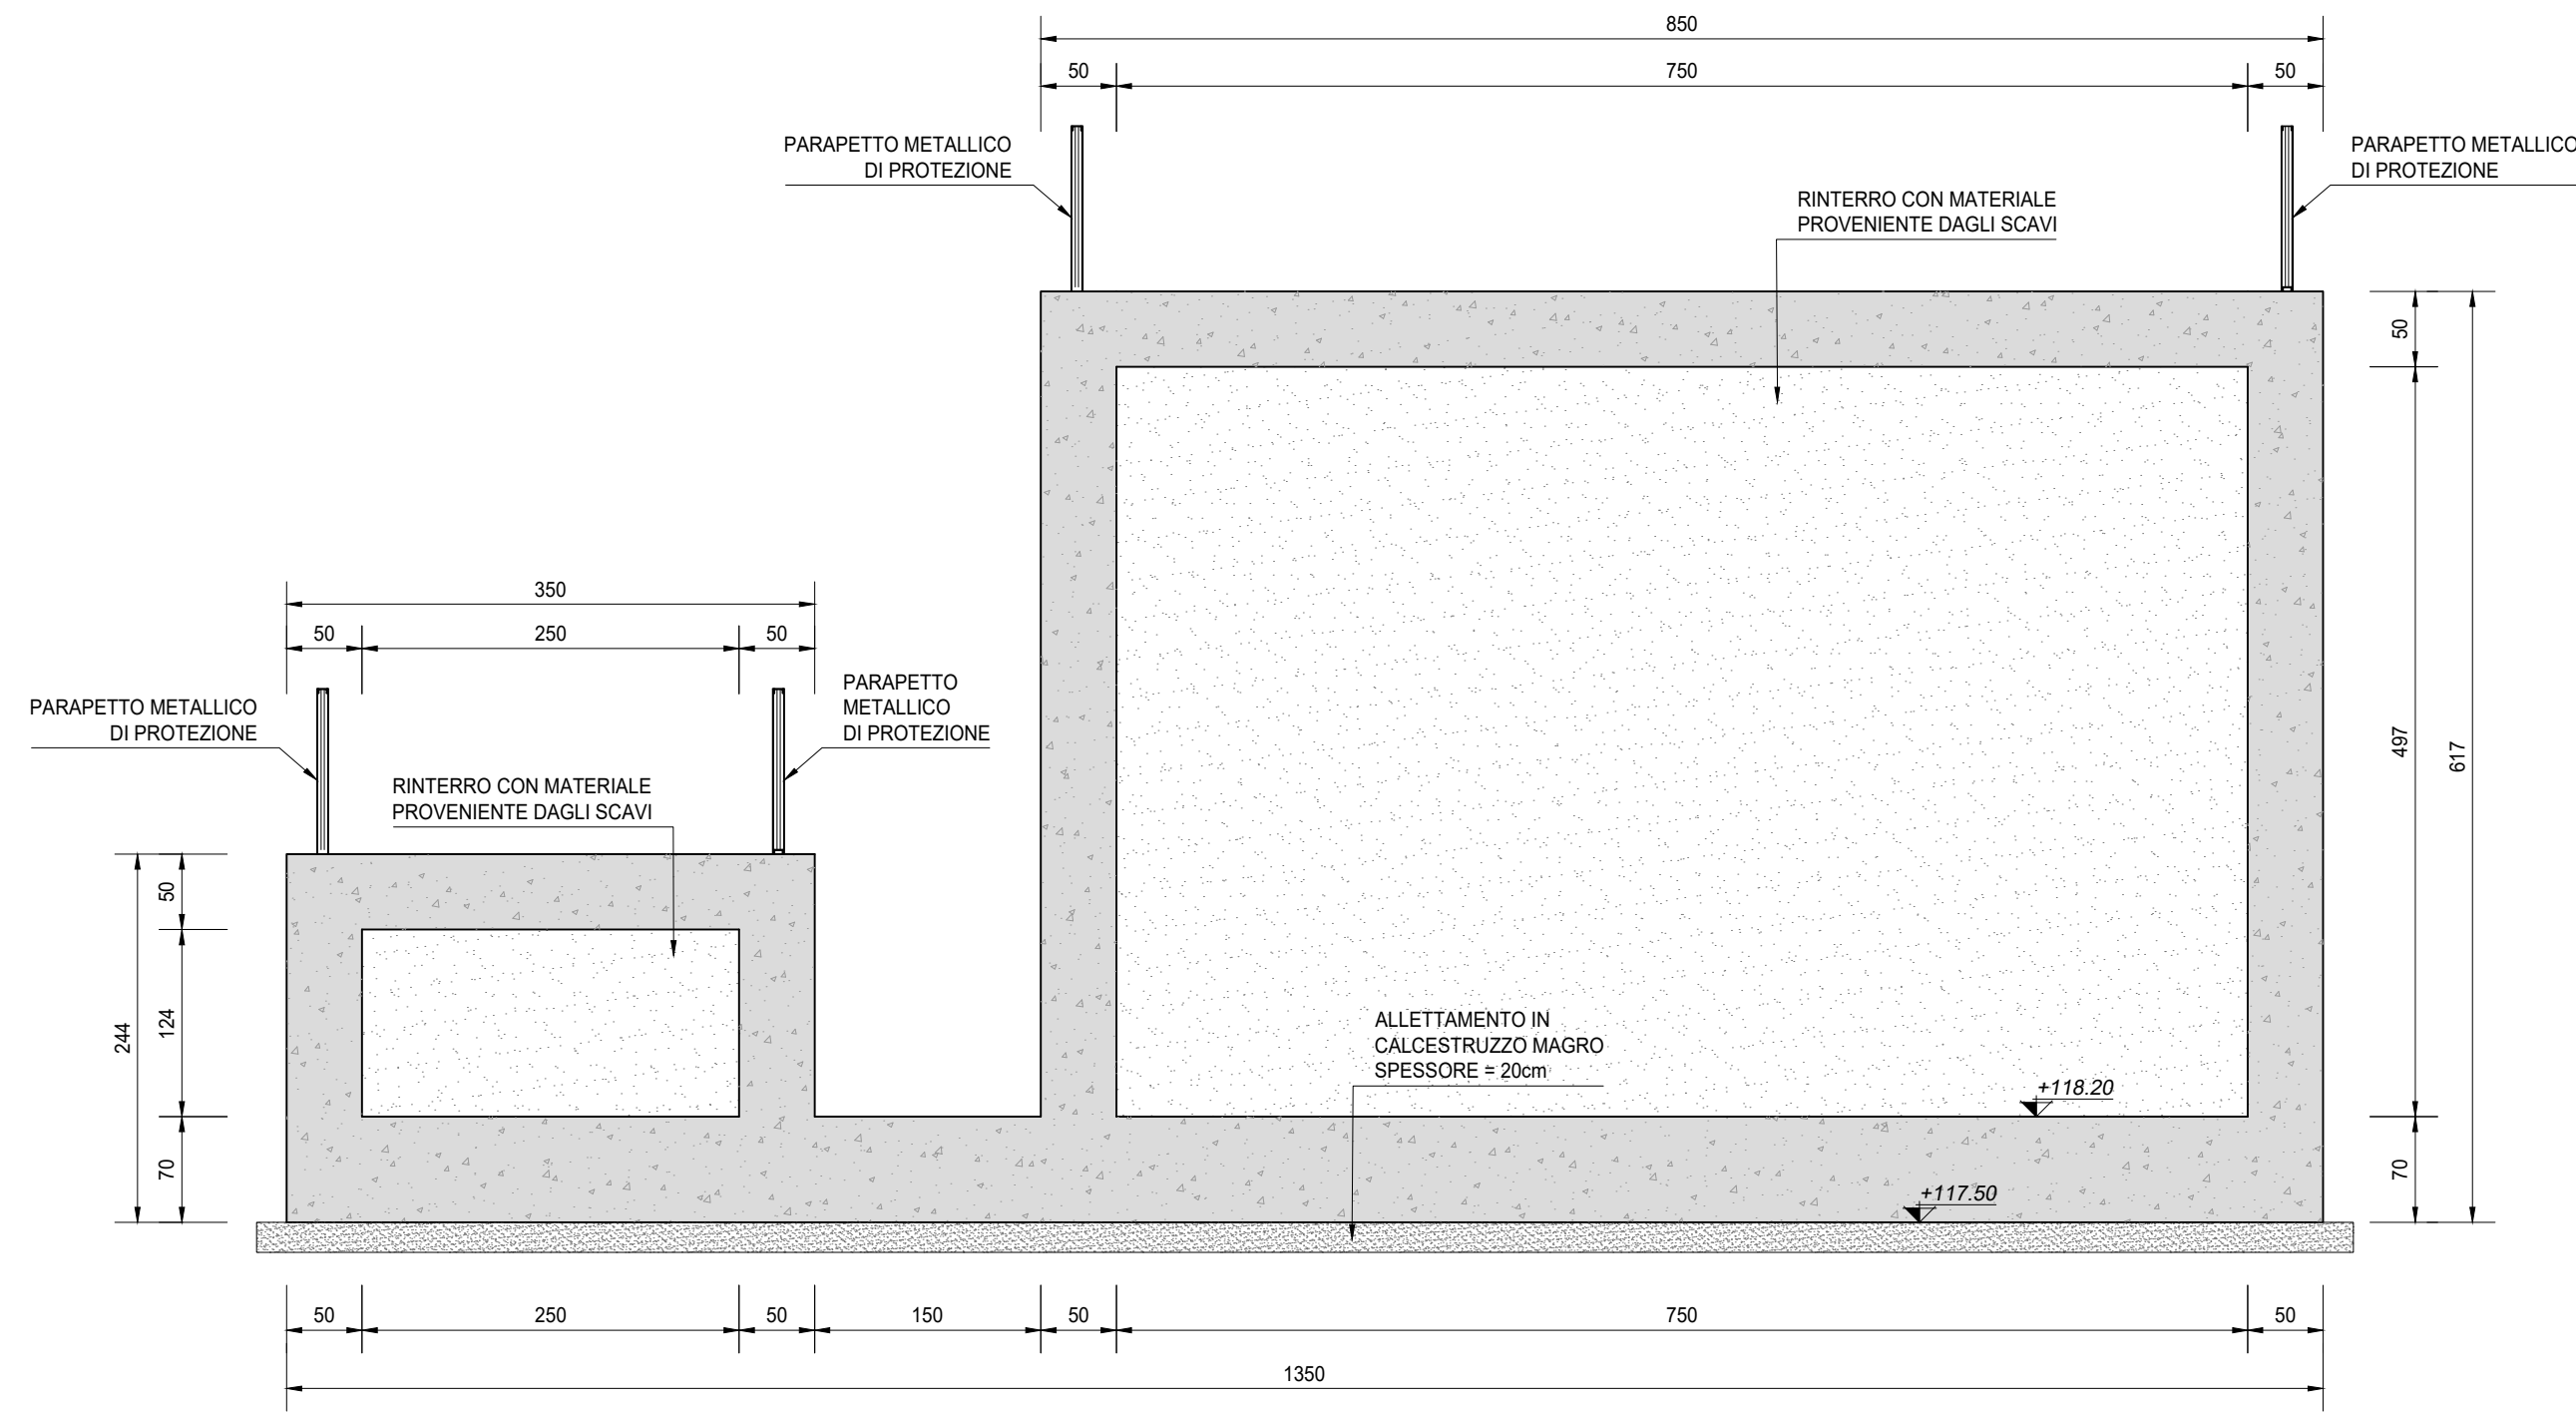 850
50
750
50
PARAPETTO METALLICO
DI PROTEZIONE
PARAPETTO METALLICO
DI PROTEZIONE
RINTERRO CON MATERIALE
PROVENIENTE DAGLI SCAVI
50
497
617
70
350
50
250
50
PARAPETTO METALLICO
DI PROTEZIONE
PARAPETTO
METALLICO
DI PROTEZIONE
RINTERRO CON MATERIALE
PROVENIENTE DAGLI SCAVI
50
124
244
70
ALLETTAMENTO IN
CALCESTRUZZO MAGRO
SPESSORE = 20cm
+118.20
+117.50
50
250
50
150
50
750
50
1350